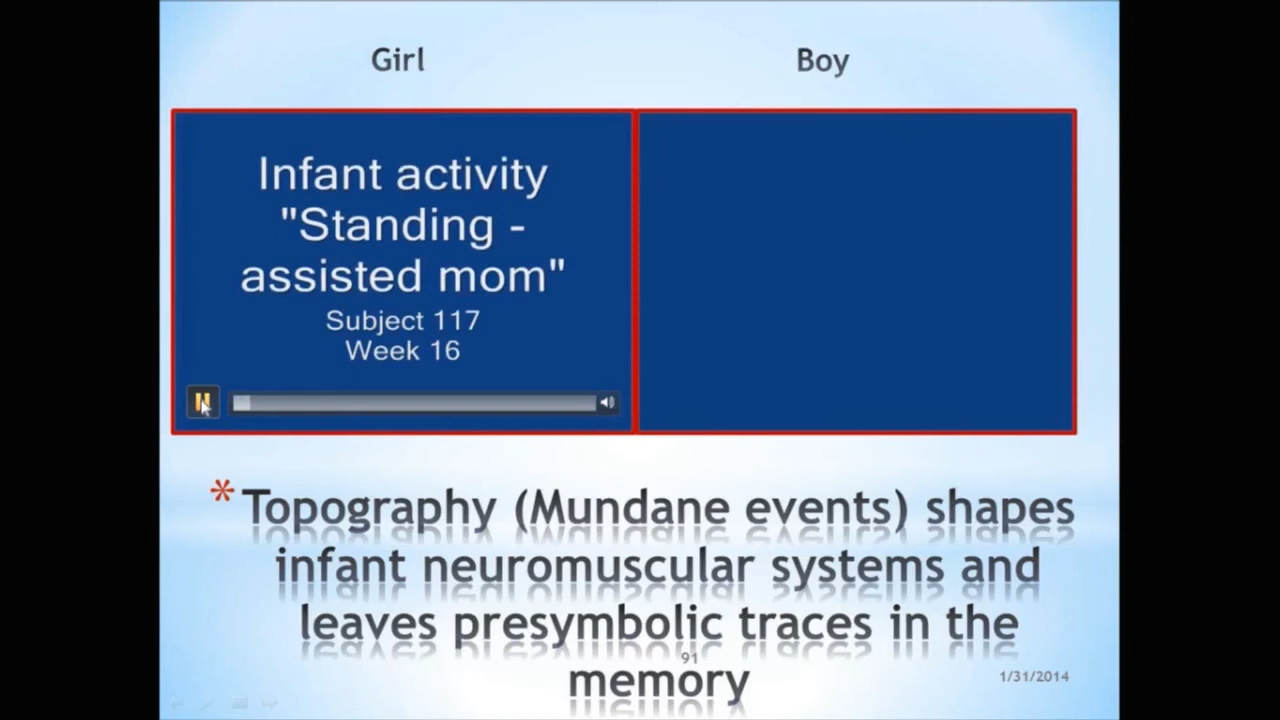 Girl
Boy
Infant activity
"Standing -
assisted mom"
Subject 117
Week 16
* Topography (Mundane events) shapes
infant neuromuscular systems and
leaves presymbolic traces in the
memory
91
1/31/2014